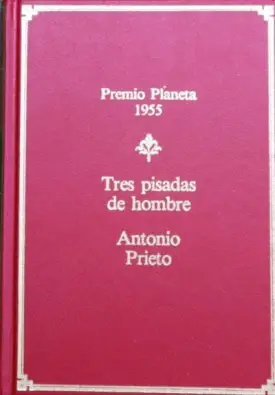 Premio Planeta
1955
Tres pisadas
de hombre
Antonio
Prieto